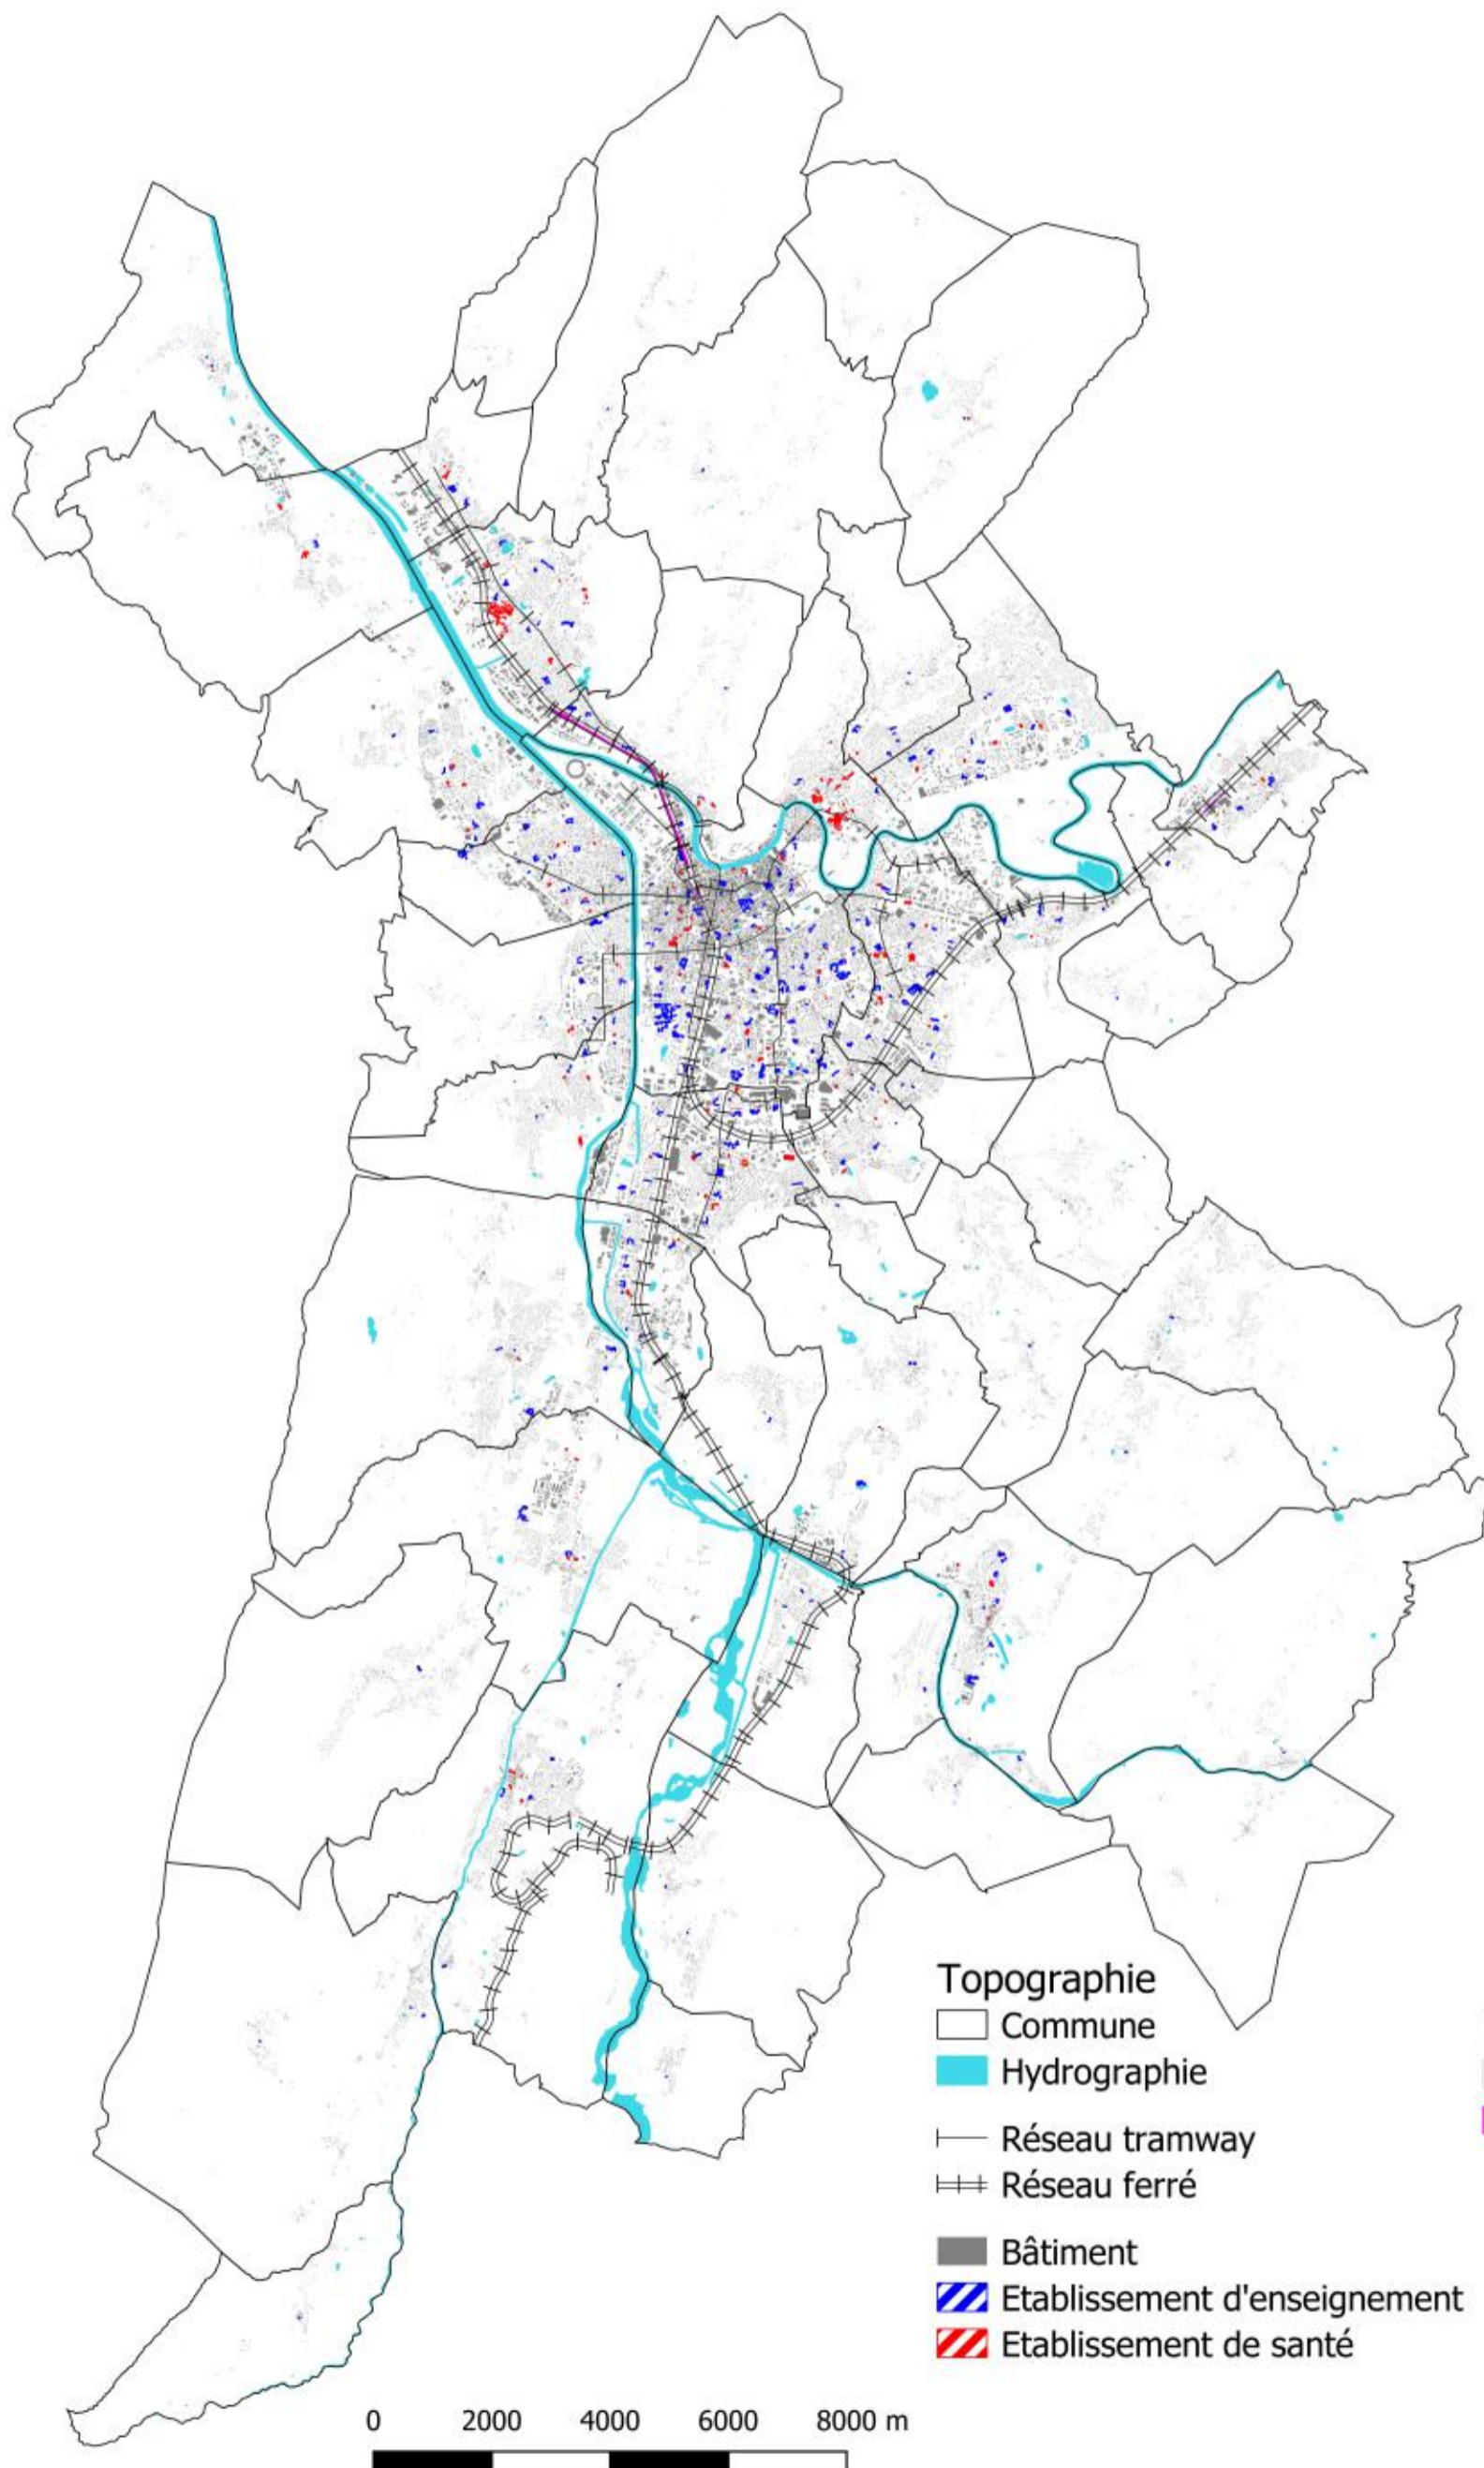 Topographie
Commune
Hydrographie
Réseau tramway
Réseau ferré
Bâtiment
Etablissement d'enseignement
Etablissement de santé
0 2000 4000 6000 8000 m